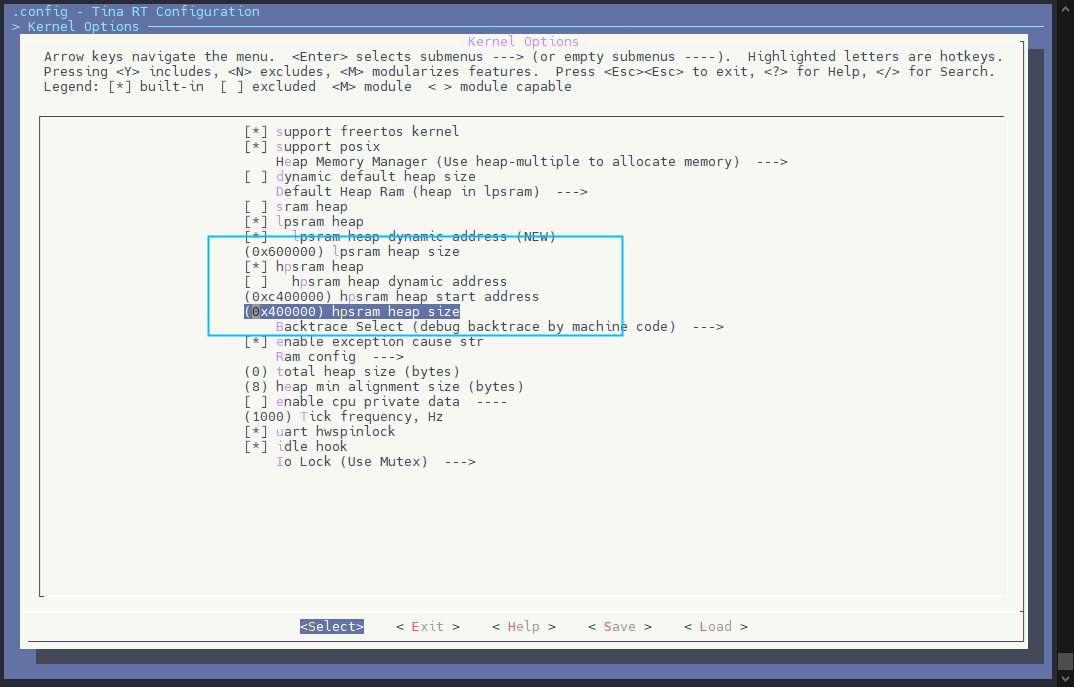 .config - Tina RT Configuration
> Kernel Options
Kernel Options
Arrow keys navigate the menu.  <Enter> selects submenus ---> (or empty submenus ----).  Highlighted letters are hotkeys.
Pressing <Y> includes, <N> excludes, <M> modularizes features.  Press <Esc><Esc> to exit, <?> for Help, </> for Search.
Legend: [*] built-in  [ ] excluded  <M> module  < > module capable
[*] support freertos kernel
[*] support posix
Heap Memory Manager (Use heap-multiple to allocate memory)  --->
[ ] dynamic default heap size
Default Heap Ram (heap in lpsram)  --->
[ ] sram heap
[*] lpsram heap
[*]   lpsram heap dynamic address (NEW)
(0x600000) lpsram heap size
[*] hpsram heap
[ ]   hpsram heap dynamic address
(0xc400000) hpsram heap start address
(0x400000) hpsram heap size
Backtrace Select (debug backtrace by machine code)  --->
[*] enable exception cause str
Ram config  --->
(0) total heap size (bytes)
(8) heap min alignment size (bytes)
[ ] enable cpu private data  ----
(1000) Tick frequency, Hz
[*] uart hwspinlock
[*] idle hook
Io Lock (Use Mutex)  --->
<Select>    < Exit >    < Help >    < Save >    < Load >